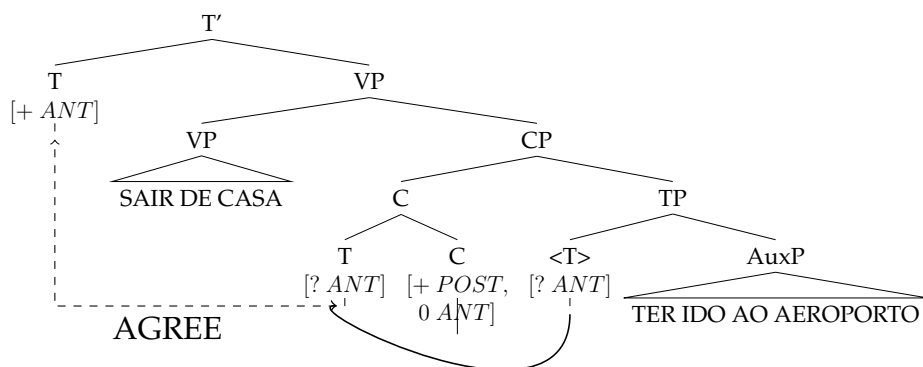 T′
T VP
[+ ANT]
VP CP
SAIR DE CASA C TP
T C <T> AuxP
[? ANT] [+ POST, [? ANT]
0 ANT] TER IDO AO AEROPORTO
AGREE